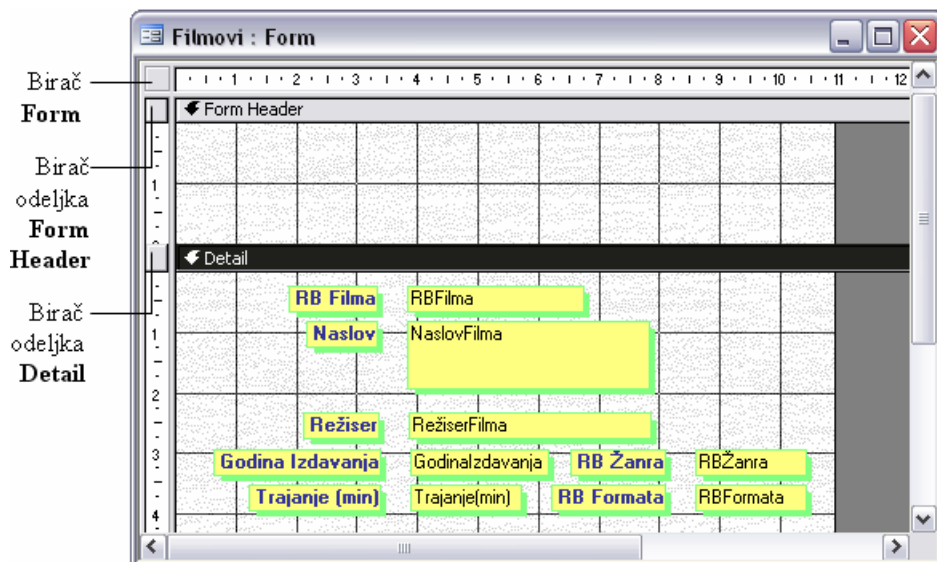 Filmovi : Form
1 2 3 4 5 6 7 8 9 10 11 12
Birač
Form
Form Header
Birač
odeljka
Form
Header
1
Detail
Birač
odeljka
Detail
RB Filma RBFilma
1
Naslov NaslovFilma
2
Režiser RežiserFilma
3
Godina Izdavanja GodinaIzdavanja RB Žanra RBŽanra
Trajanje (min) Trajanje(min) RB Formata RBFormata
4